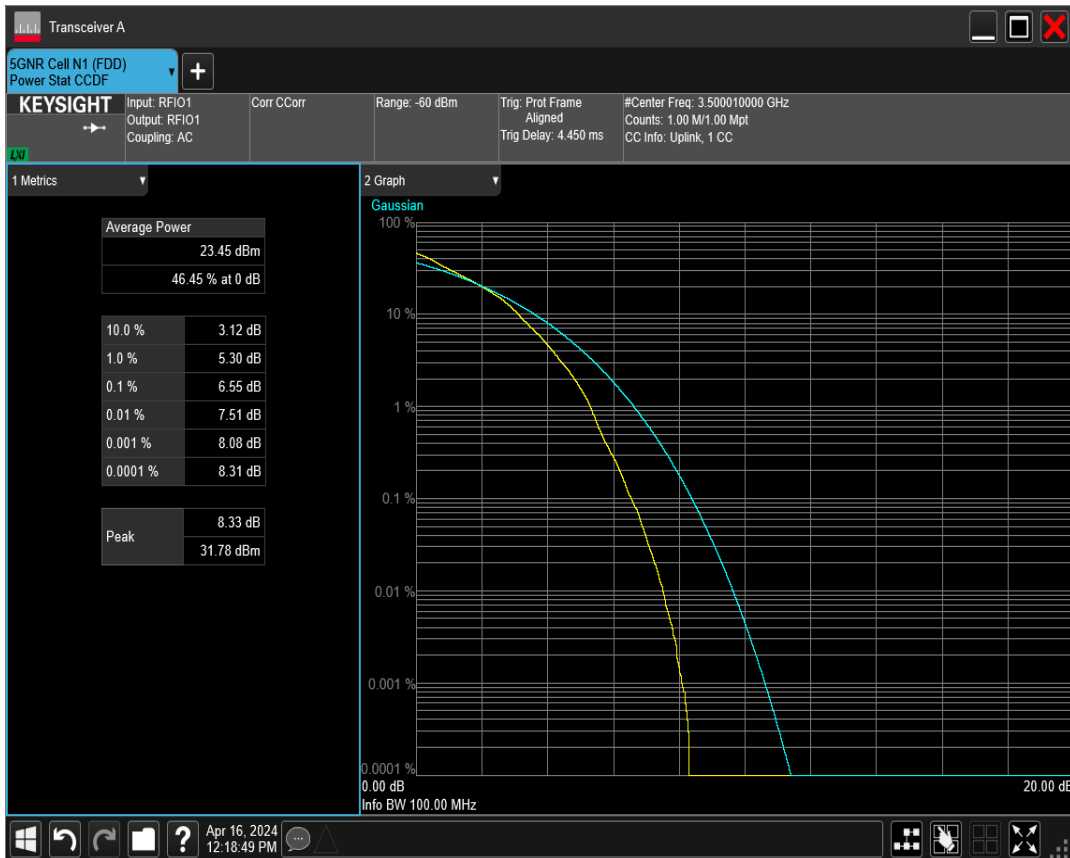 Transceiver A
5GNR Cell N1 (FDD)
Power Stat CCDF
+
KEYSIGHT
LXI
Input: RFIO1
Output: RFIO1
Coupling: AC
Corr CCorr
Range: -60 dBm
Trig: Prot Frame
Aligned
Trig Delay: 4.450 ms
#Center Freq: 3.500010000 GHz
Counts: 1.00 M/1.00 Mpt
CC Info: Uplink, 1 CC
1 Metrics
Average Power
23.45 dBm
46.45 % at 0 dB
10.0 % 3.12 dB
1.0 % 5.30 dB
0.1 % 6.55 dB
0.01 % 7.51 dB
0.001 % 8.08 dB
0.0001 % 8.31 dB
Peak
8.33 dB
31.78 dBm
2 Graph
Gaussian
100 %
10 %
1 %
0.1 %
0.01 %
0.001 %
0.0001 %
0.00 dB
20.00 dB
Info BW 100.00 MHz
?
Apr 16, 2024
12:18:49 PM